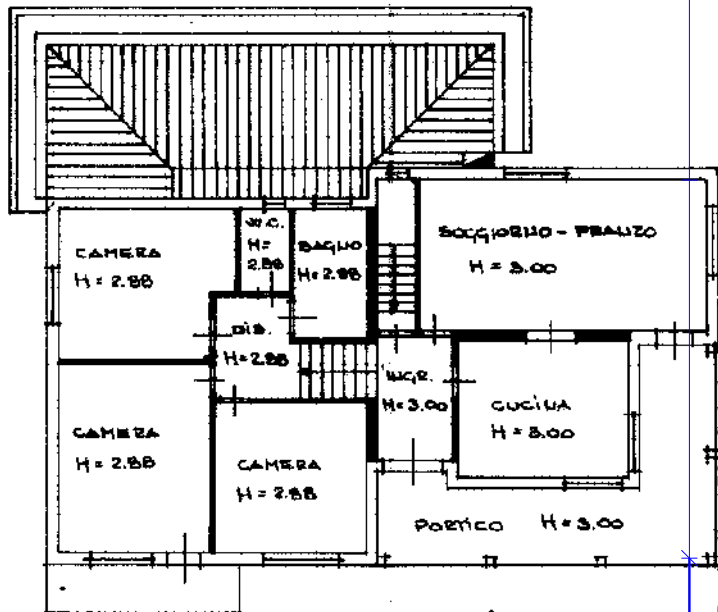 W.C.
H=
2.88
CAMERA
H = 2.88
BAGNO
H = 2.88
SOGGIORNO - PRANZO
H = 3.00
DIS.
H = 2.88
INGR.
H = 3.00
CUCINA
H = 3.00
CAMERA
H = 2.88
CAMERA
H = 2.88
PORTICO H = 3.00